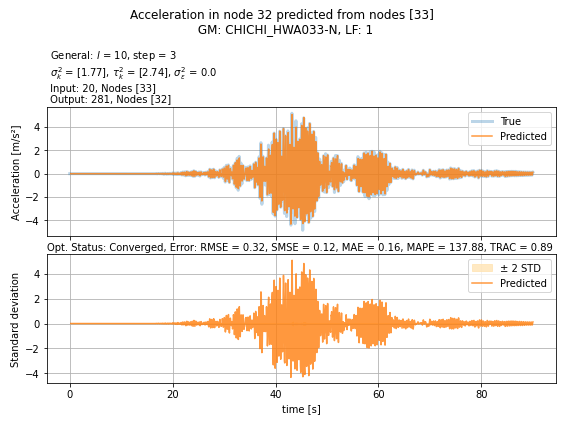 Acceleration in node 32 predicted from nodes [33]
GM: CHICHI_HWA033-N, LF: 1
General: l = 10, step = 3
σ²ₖ = [1.77], τ²ₖ = [2.74], σ²ε = 0.0
Input: 20, Nodes [33]
Output: 281, Nodes [32]
True
Predicted
Acceleration [m/s²]
4
2
0
−2
−4
Opt. Status: Converged, Error: RMSE = 0.32, SMSE = 0.12, MAE = 0.16, MAPE = 137.88, TRAC = 0.89
± 2 STD
Predicted
Standard deviation
4
2
0
−2
−4
0 20 40 60 80
time [s]